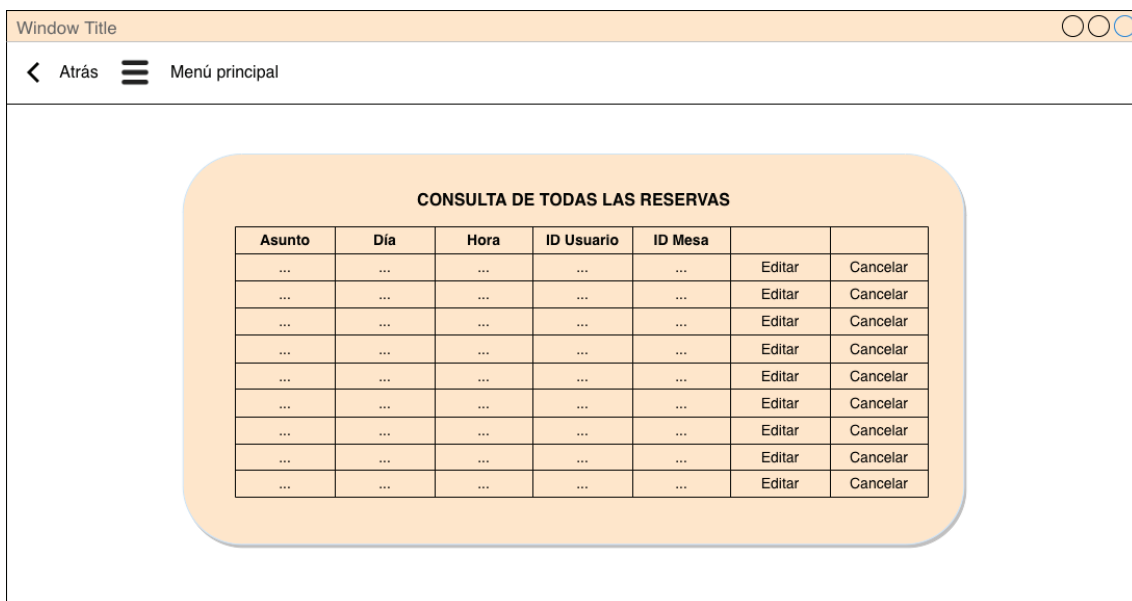 Window Title
Atrás Menú principal
CONSULTA DE TODAS LAS RESERVAS
Asunto Día Hora ID Usuario ID Mesa
... ... ... ... ... Editar Cancelar
... ... ... ... ... Editar Cancelar
... ... ... ... ... Editar Cancelar
... ... ... ... ... Editar Cancelar
... ... ... ... ... Editar Cancelar
... ... ... ... ... Editar Cancelar
... ... ... ... ... Editar Cancelar
... ... ... ... ... Editar Cancelar
... ... ... ... ... Editar Cancelar